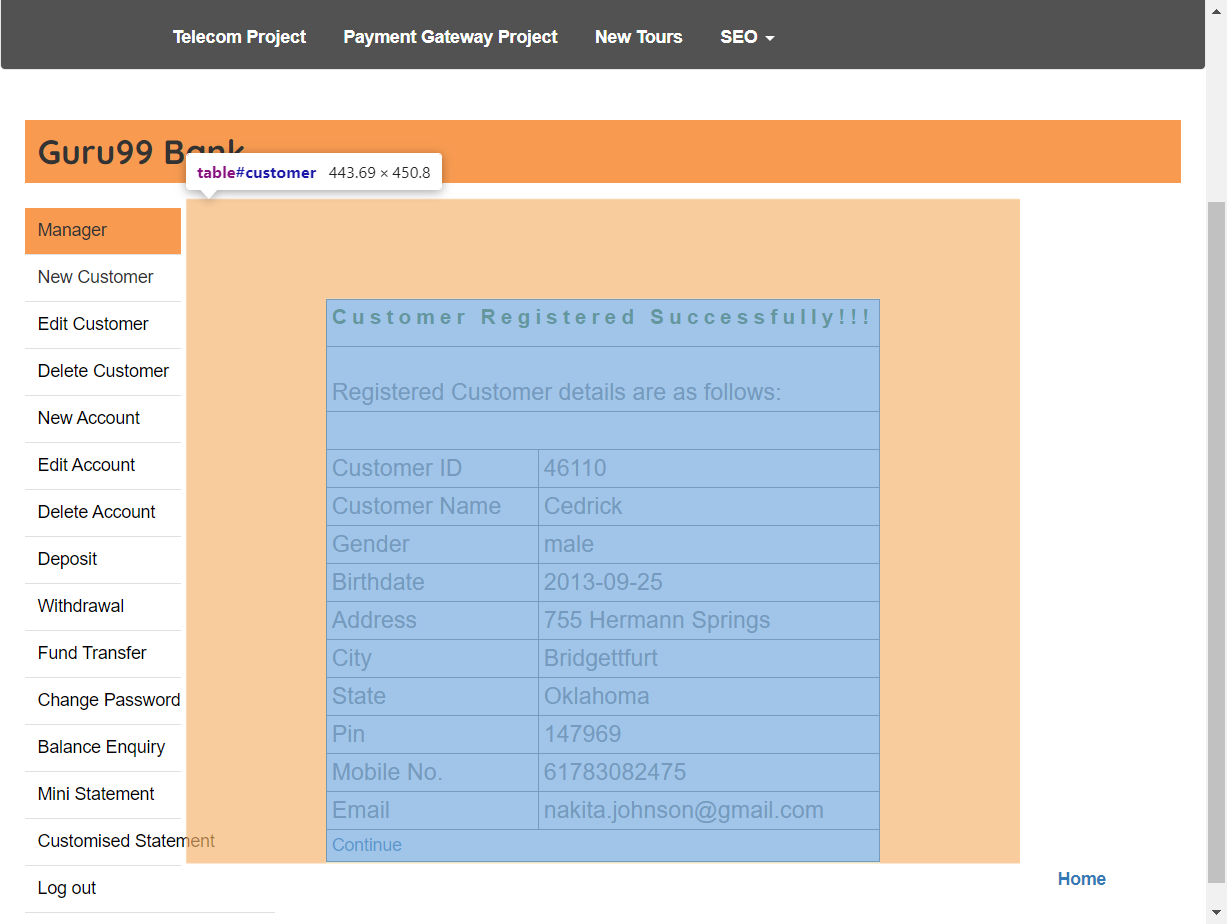 Telecom Project Payment Gateway Project New Tours SEO
Guru99 Bank
table#customer 443.69 × 450.8
Manager
New Customer
Edit Customer
Delete Customer
New Account
Edit Account
Delete Account
Deposit
Withdrawal
Fund Transfer
Change Password
Balance Enquiry
Mini Statement
Customised Statement
Log out
Customer Registered Successfully!!!
Registered Customer details are as follows:
Customer ID 46110
Customer Name Cedrick
Gender male
Birthdate 2013-09-25
Address 755 Hermann Springs
City Bridgettfurt
State Oklahoma
Pin 147969
Mobile No. 61783082475
Email nakita.johnson@gmail.com
Continue
Home